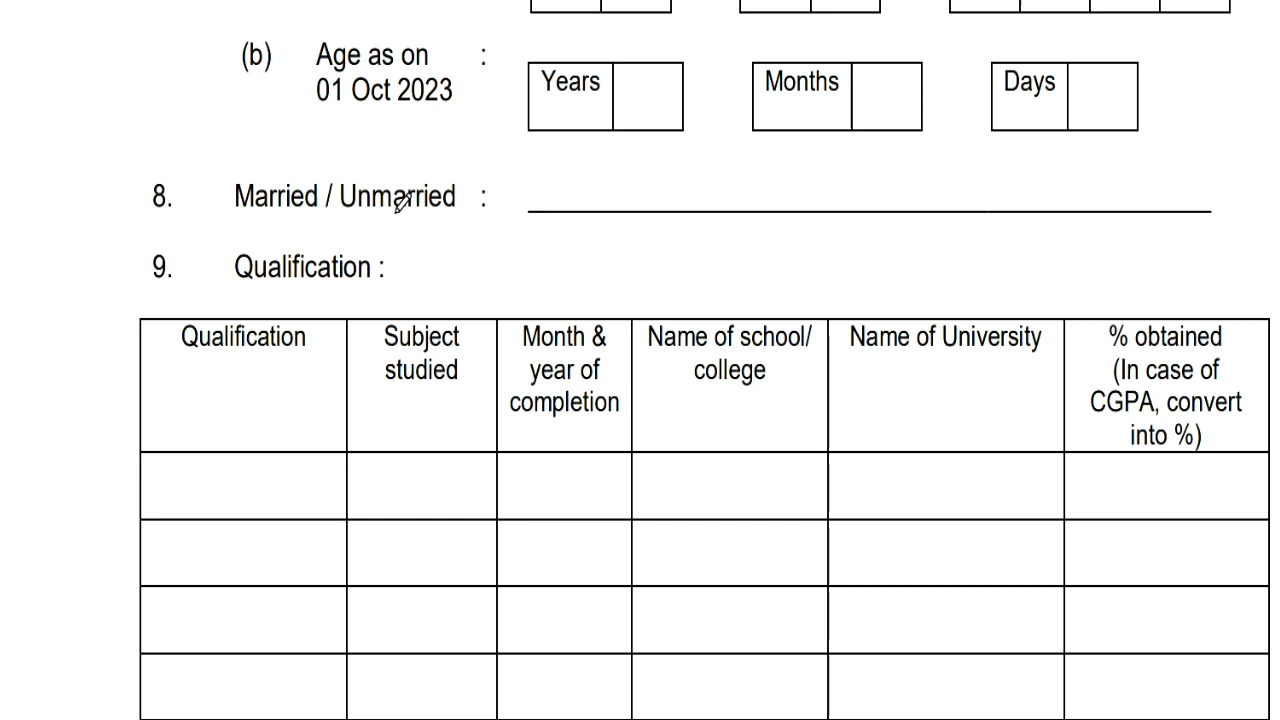 (b) Age as on :
01 Oct 2023
Years Months Days
8. Married / Unmarried :
9. Qualification :
Qualification
Subject
studied
Month &
year of
completion
Name of school/
college
Name of University
% obtained
(In case of
CGPA, convert
into %)